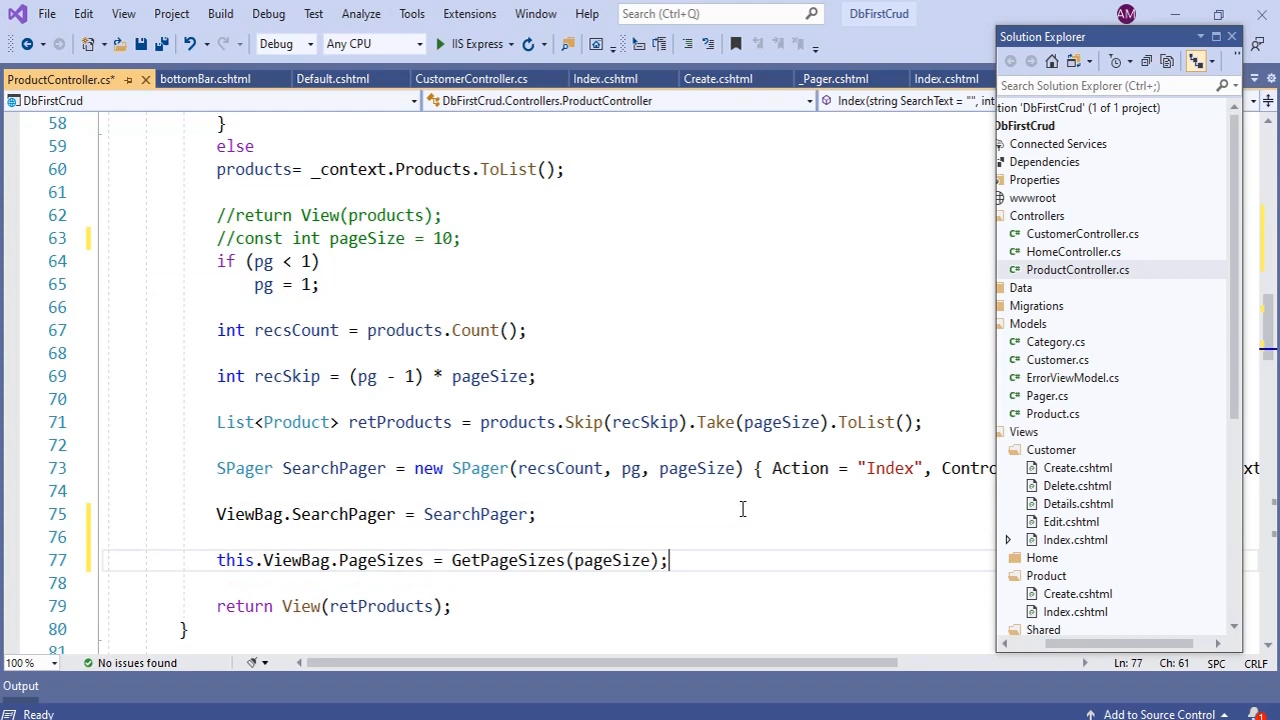 File Edit View Project Build Debug Test Analyze Tools Extensions Window Help Search (Ctrl+Q) DbFirstCrud AM
Debug Any CPU IIS Express
ProductController.cs* bottomBar.cshtml Default.cshtml CustomerController.cs Index.cshtml Create.cshtml _Pager.cshtml Index.cshtml
DbFirstCrud DbFirstCrud.Controllers.ProductController Index(string SearchText = "", int
58 }
59 else
60 products= _context.Products.ToList();
61
62 //return View(products);
63 //const int pageSize = 10;
64 if (pg < 1)
65 pg = 1;
66
67 int recsCount = products.Count();
68
69 int recSkip = (pg - 1) * pageSize;
70
71 List<Product> retProducts = products.Skip(recSkip).Take(pageSize).ToList();
72
73 SPager SearchPager = new SPager(recsCount, pg, pageSize) { Action = "Index", Contro
74
75 ViewBag.SearchPager = SearchPager;
76
77 this.ViewBag.PageSizes = GetPageSizes(pageSize);
78
79 return View(retProducts);
80 }
81
100 % No issues found Ln: 77 Ch: 61 SPC CRLF
Output
Ready Add to Source Control 1
Solution Explorer
Search Solution Explorer (Ctrl+;)
tion 'DbFirstCrud' (1 of 1 project)
DbFirstCrud
Connected Services
Dependencies
Properties
wwwroot
Controllers
C# CustomerController.cs
C# HomeController.cs
C# ProductController.cs
Data
Migrations
Models
C# Category.cs
C# Customer.cs
C# ErrorViewModel.cs
C# Pager.cs
C# Product.cs
Views
Customer
Create.cshtml
Delete.cshtml
Details.cshtml
Edit.cshtml
Index.cshtml
Home
Product
Create.cshtml
Index.cshtml
Shared
ext